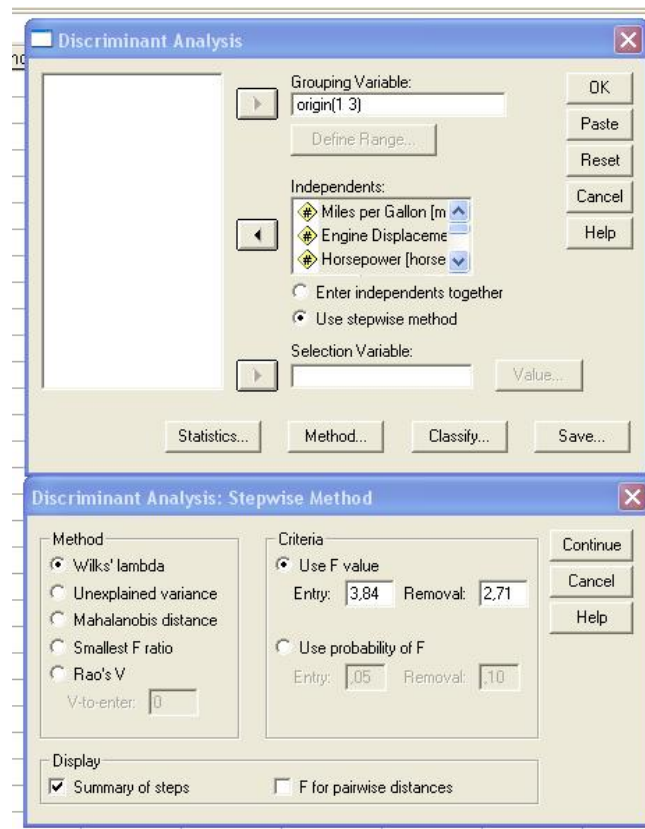 Discriminant Analysis
Grouping Variable:
origin(1 3)
Define Range...
Independents:
Miles per Gallon [m
Engine Displaceme
Horsepower [horse
Enter independents together
Use stepwise method
Selection Variable:
Value...
OK
Paste
Reset
Cancel
Help
Statistics...
Method...
Classify...
Save...
Discriminant Analysis: Stepwise Method
Method
Wilks' lambda
Unexplained variance
Mahalanobis distance
Smallest F ratio
Rao's V
V-to-enter: 0
Criteria
Use F value
Entry: 3,84 Removal: 2,71
Use probability of F
Entry: ,05 Removal: ,10
Continue
Cancel
Help
Display
Summary of steps
F for pairwise distances